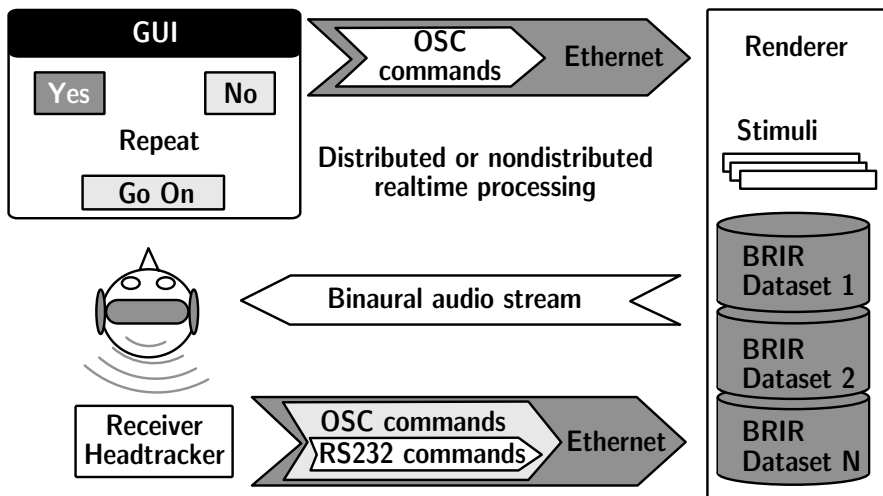 GUI
Yes
No
Repeat
Go On
OSC
commands
Ethernet
Distributed or nondistributed
realtime processing
Renderer
Stimuli
BRIR
Dataset 1
BRIR
Dataset 2
BRIR
Dataset N
Binaural audio stream
Receiver
Headtracker
OSC commands
RS232 commands
Ethernet